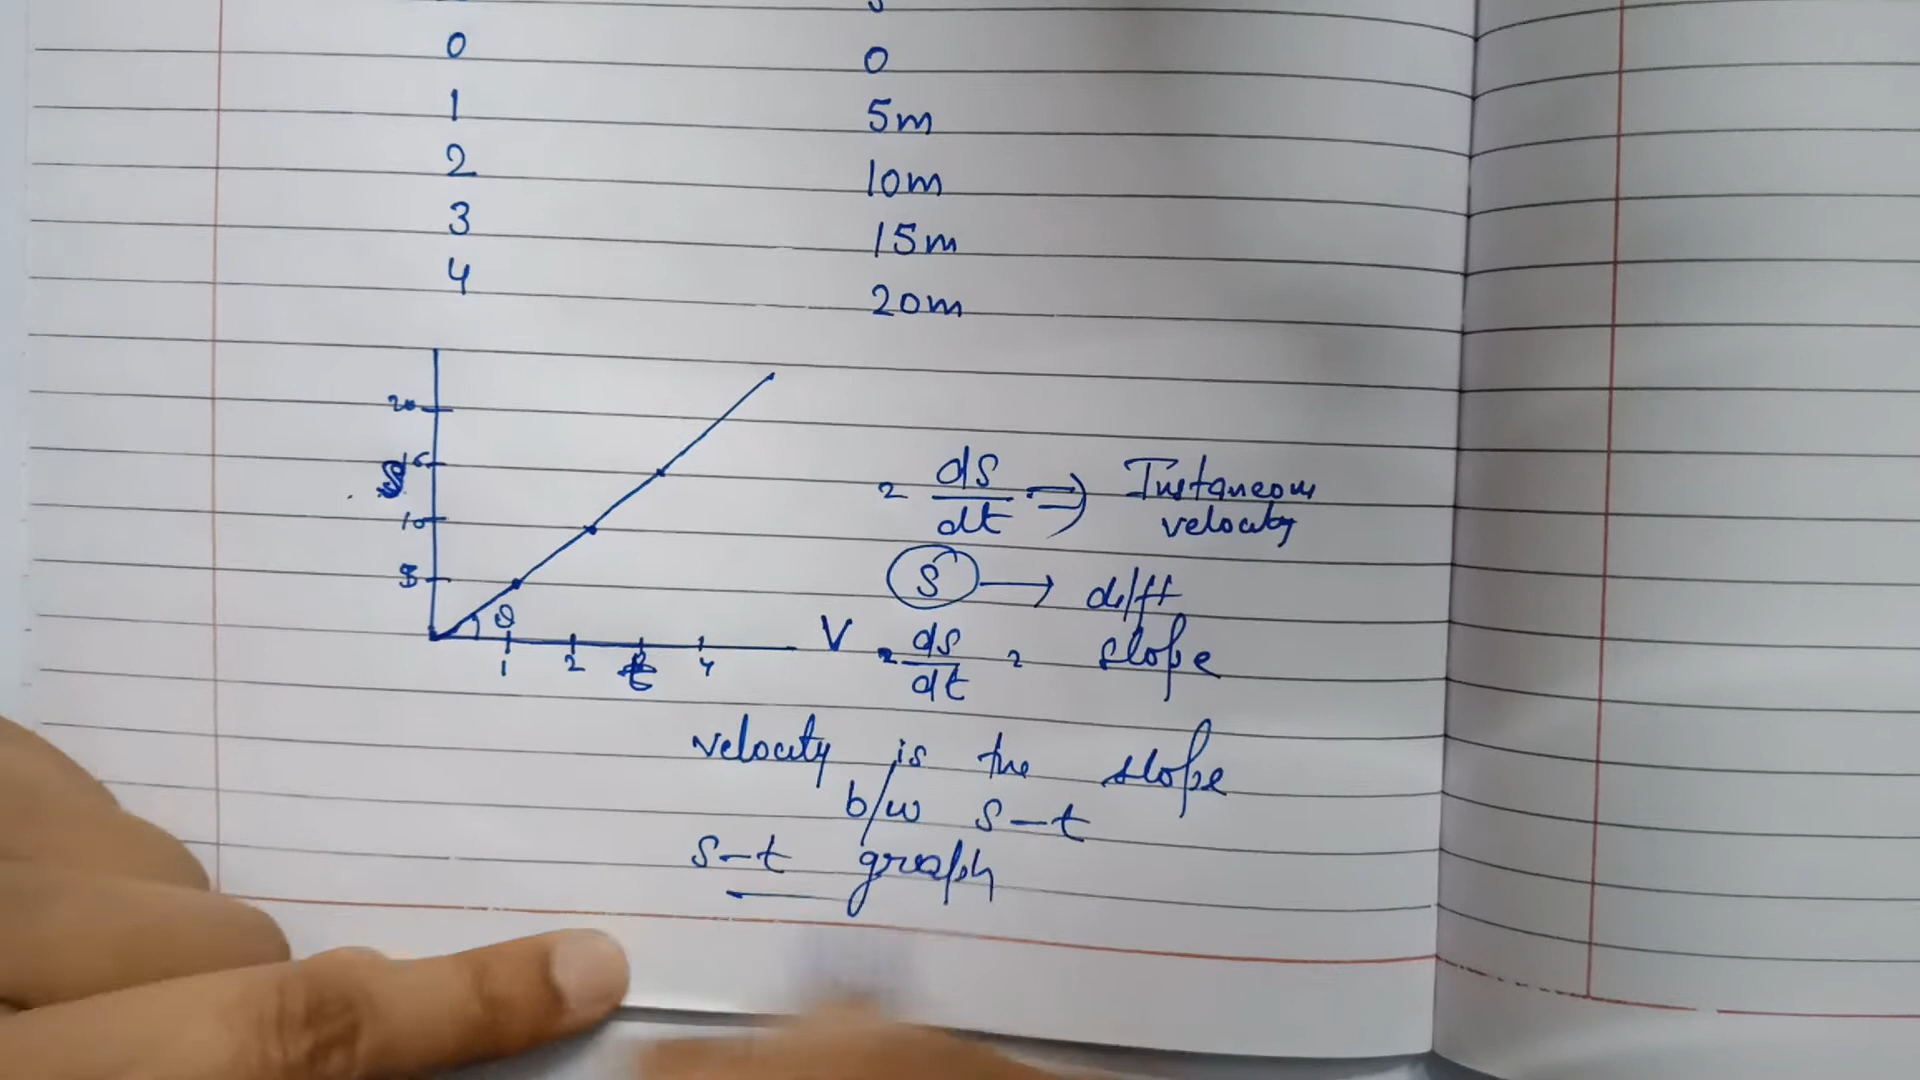 0 0
1 5m
2 10m
3 15m
4 20m
20
15
S
10
5
θ
1 2 t 4
= ds/dt ⇒ Instaneous velocity
S → diff
V = ds/dt = slope
velocity is the slope
b/w s-t
s-t graph